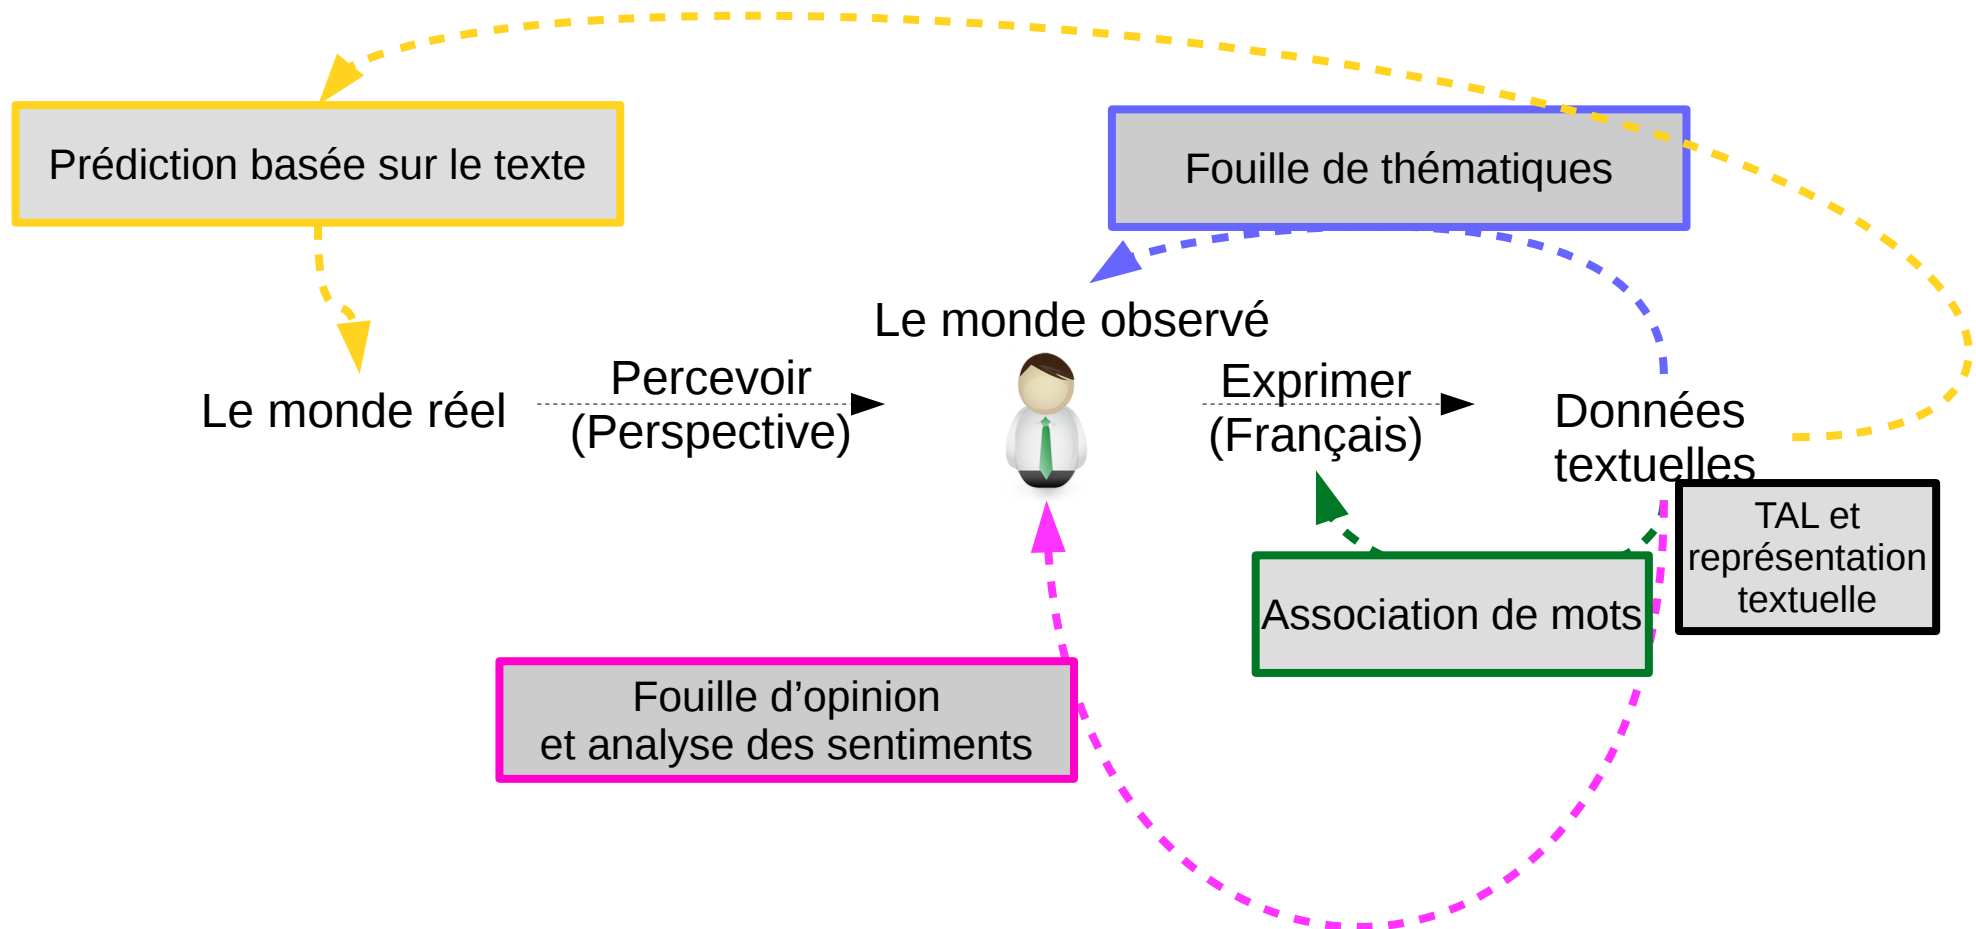 Prédiction basée sur le texte
Fouille de thématiques
Le monde observé
Le monde réel
Percevoir
(Perspective)
Exprimer
(Français)
Données
textuelles
TAL et
représentation
textuelle
Association de mots
Fouille d’opinion
et analyse des sentiments